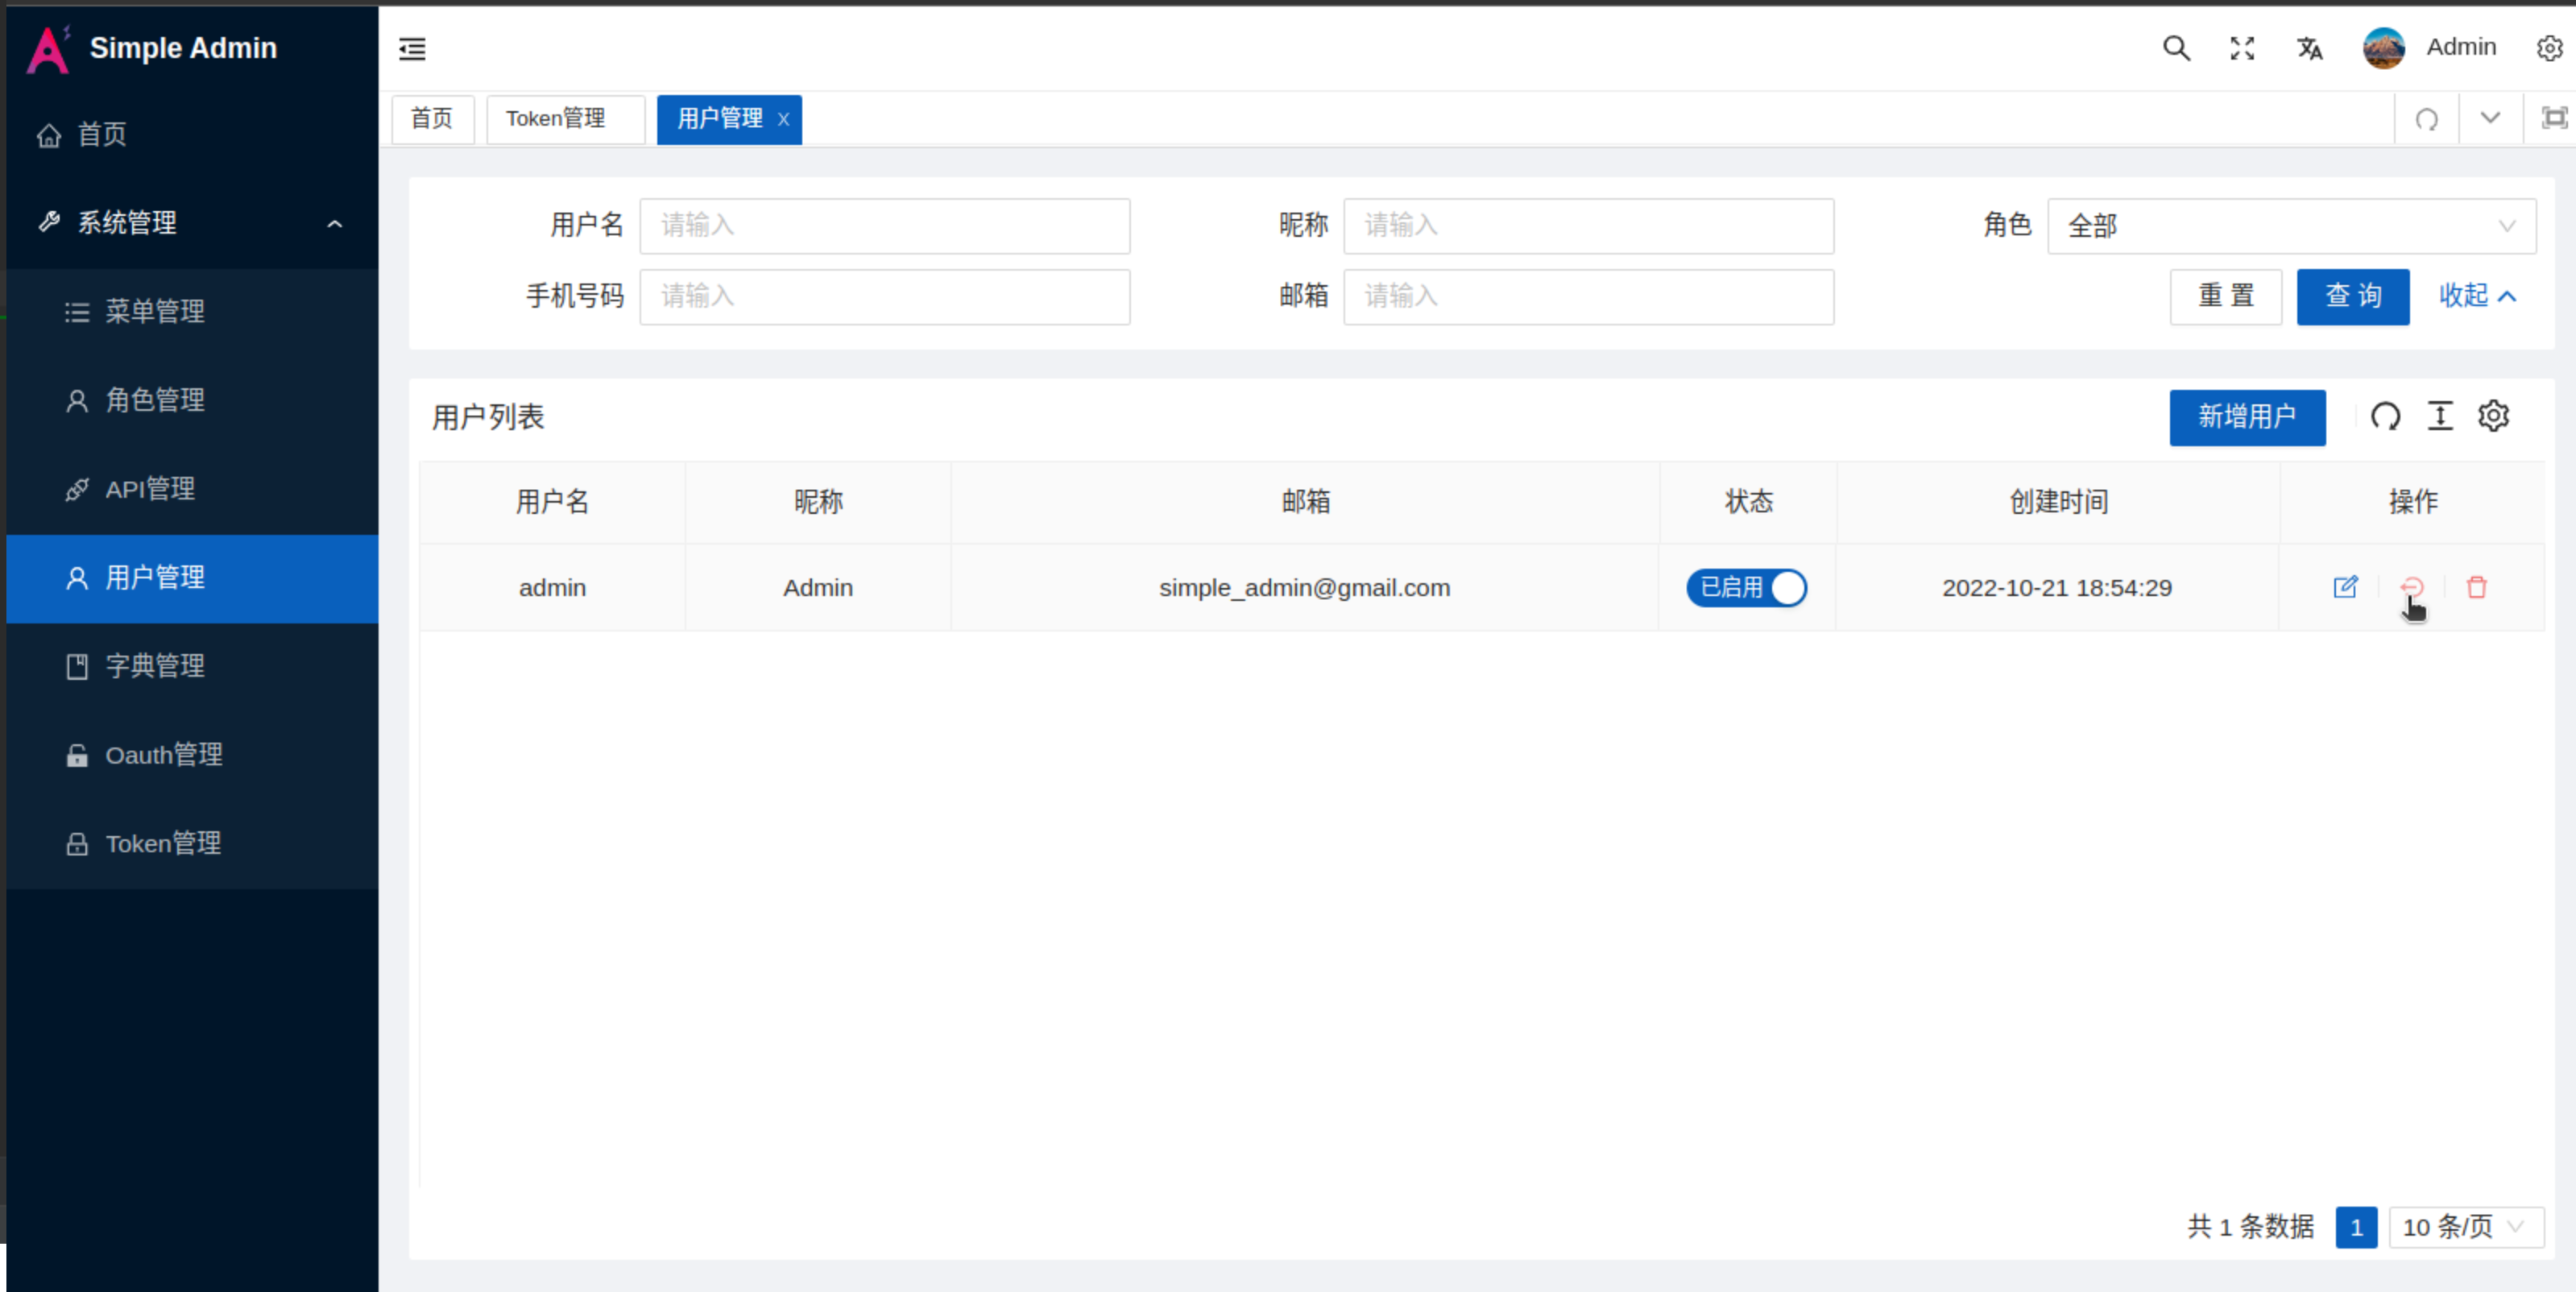 Simple Admin
Admin
首页
Token管理
用户管理 x
首页
系统管理
菜单管理
角色管理
API管理
用户管理
字典管理
Oauth管理
Token管理
用户名 请输入 昵称 请输入 角色 全部
手机号码 请输入 邮箱 请输入 重 置 查 询 收起
用户列表 新增用户
用户名 昵称 邮箱 状态 创建时间 操作
admin Admin simple_admin@gmail.com 已启用 2022-10-21 18:54:29
共 1 条数据 1 10 条/页